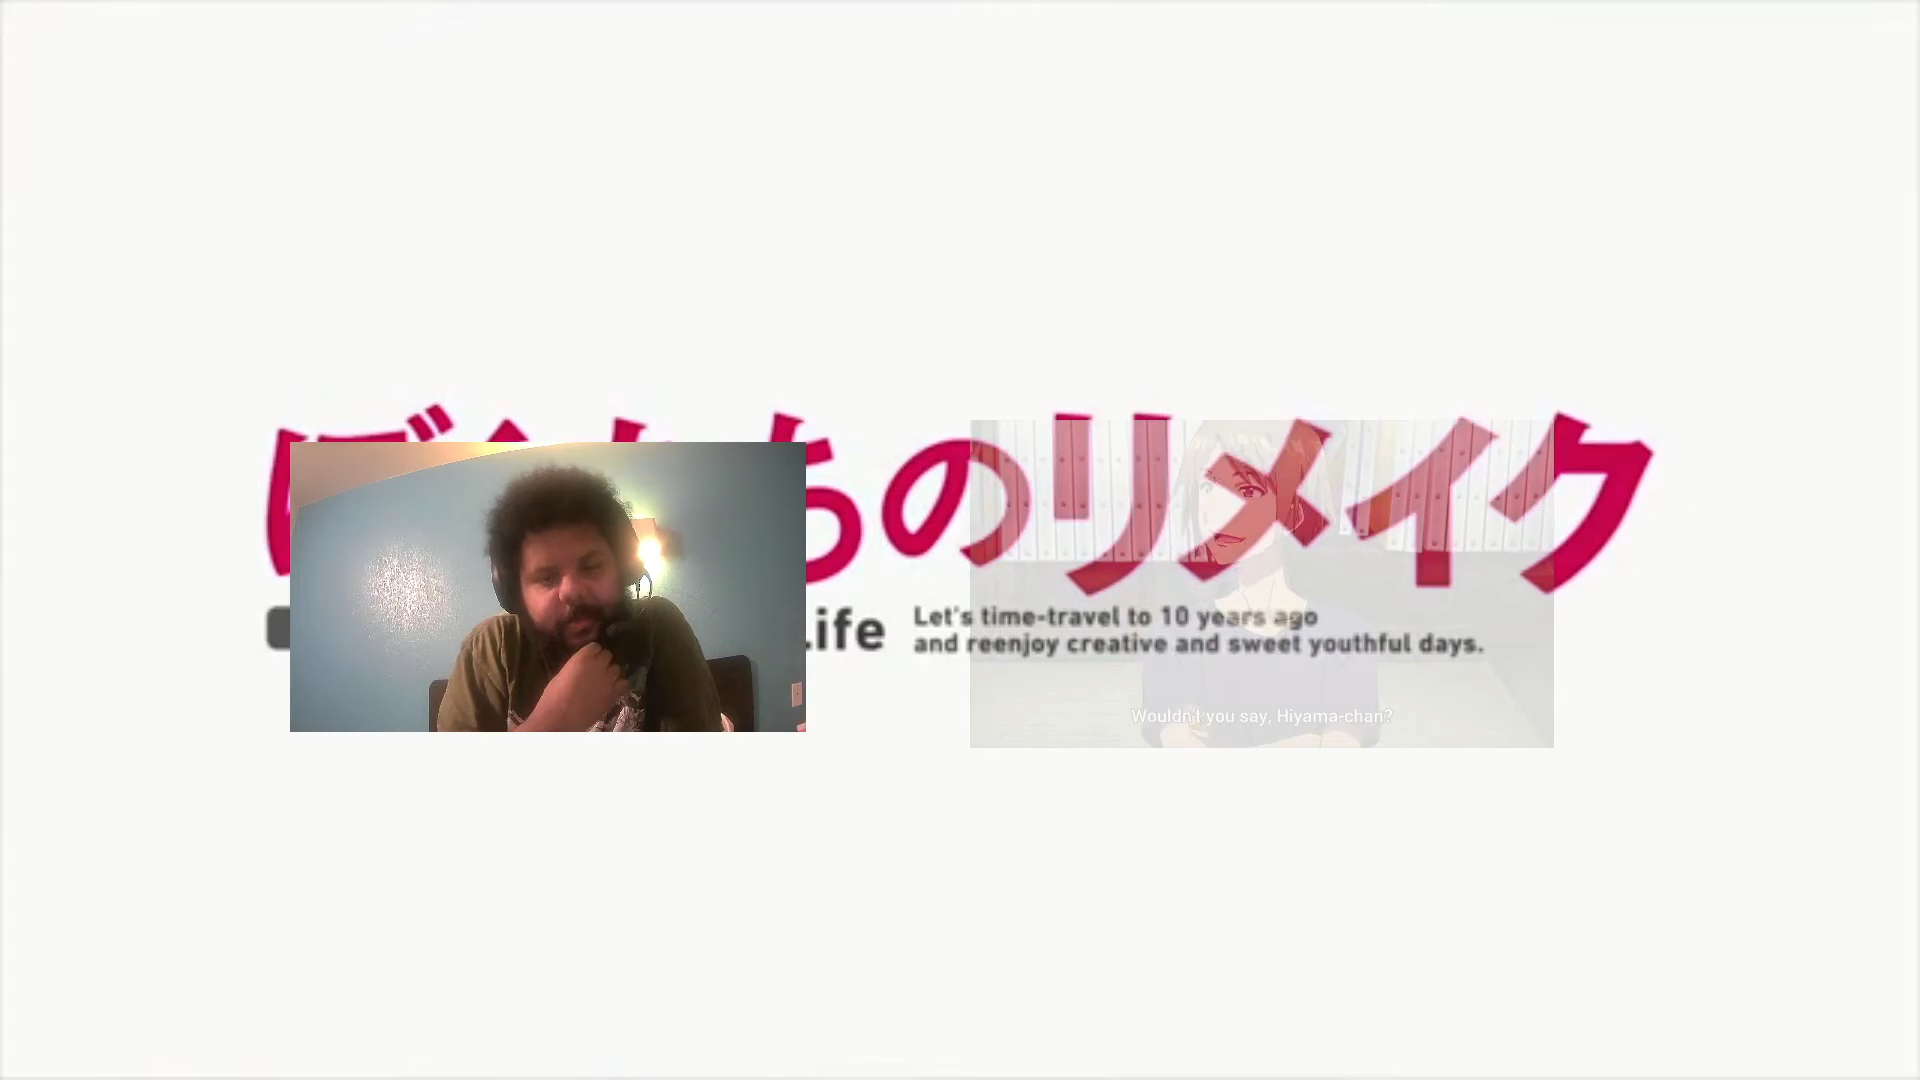 ちのリメイク
ife
Let's time-travel to 10 years ago
and reenjoy creative and sweet youthful days.
Wouldn't you say, Hiyama-chan?